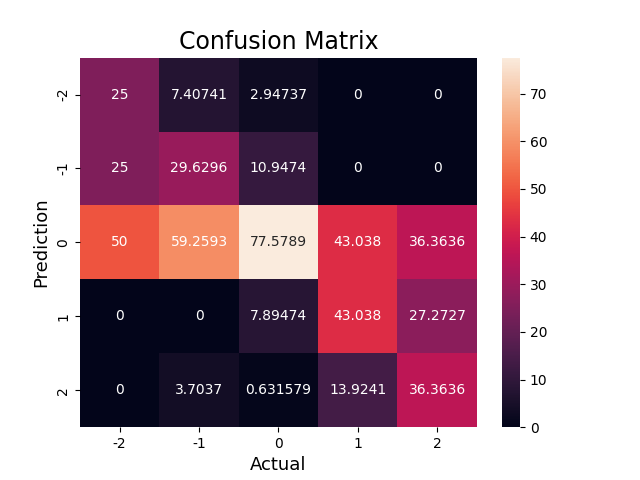 Confusion Matrix
Prediction
-2 25 7.40741 2.94737 0 0
-1 25 29.6296 10.9474 0 0
0 50 59.2593 77.5789 43.038 36.3636
1 0 0 7.89474 43.038 27.2727
2 0 3.7037 0.631579 13.9241 36.3636
-2 -1 0 1 2
Actual
70
60
50
40
30
20
10
0